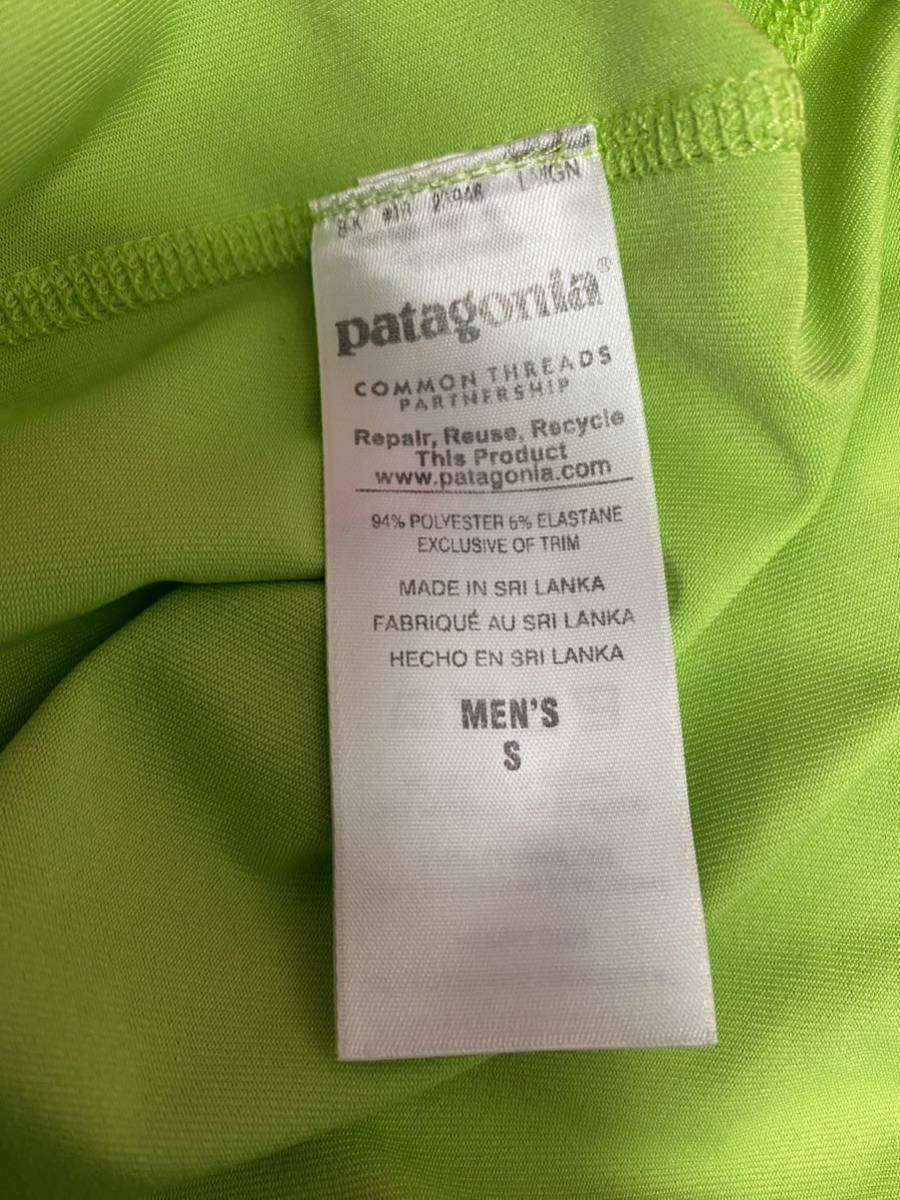 patagonia®
COMMON THREADS
PARTNERSHIP
Repair, Reuse, Recycle
This Product
www.patagonia.com
94% POLYESTER 6% ELASTANE
EXCLUSIVE OF TRIM
MADE IN SRI LANKA
FABRIQUÉ AU SRI LANKA
HECHO EN SRI LANKA
MEN'S
S